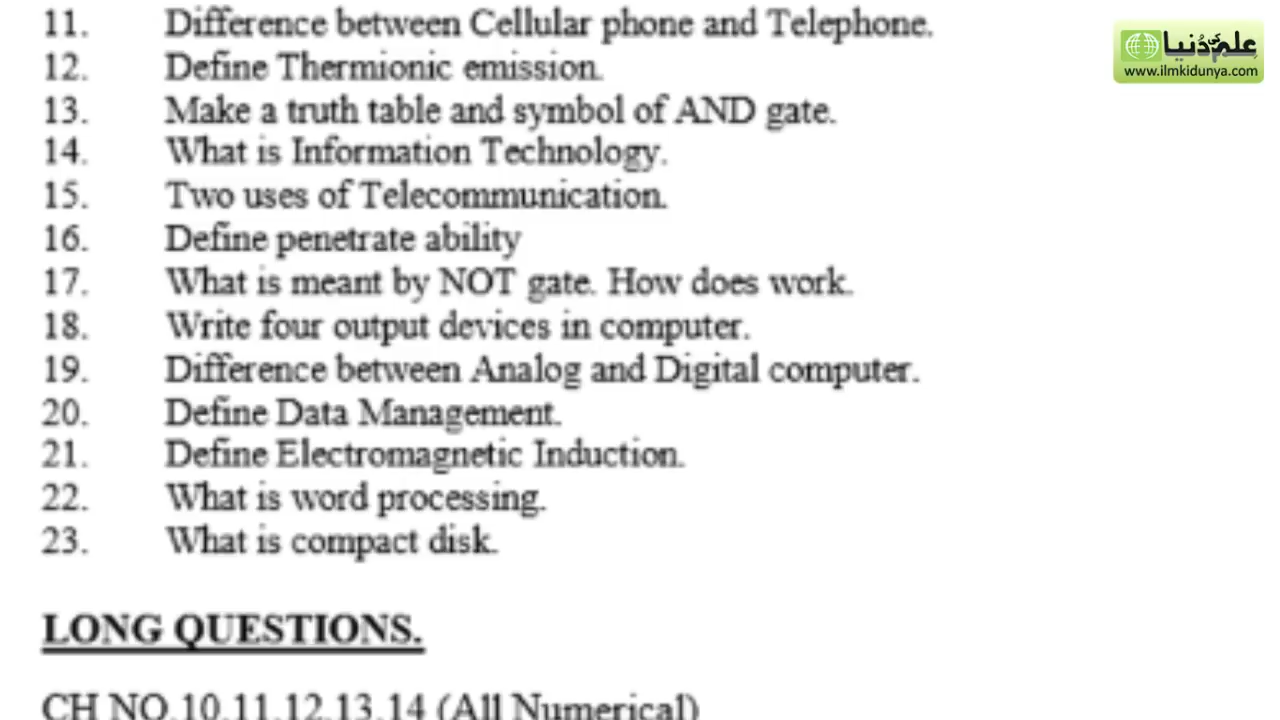 11. Difference between Cellular phone and Telephone.
علم کی دُنیا
www.ilmkidunya.com
12. Define Thermionic emission.
13. Make a truth table and symbol of AND gate.
14. What is Information Technology.
15. Two uses of Telecommunication.
16. Define penetrate ability
17. What is meant by NOT gate. How does work.
18. Write four output devices in computer.
19. Difference between Analog and Digital computer.
20. Define Data Management.
21. Define Electromagnetic Induction.
22. What is word processing.
23. What is compact disk.
LONG QUESTIONS.
CH NO.10,11,12,13,14 (All Numerical)